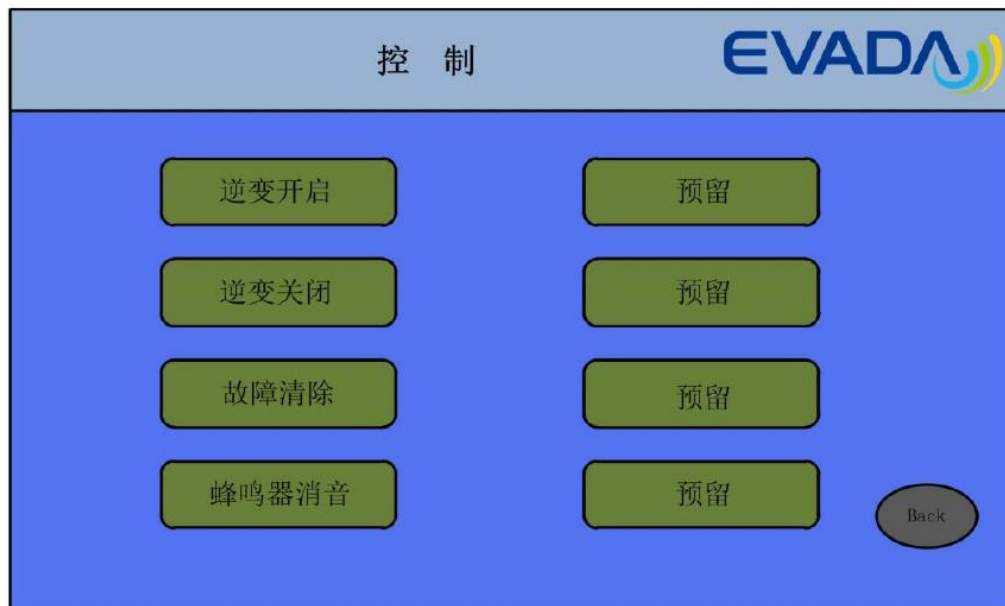 控 制
EVADA
逆变开启
预留
逆变关闭
预留
故障清除
预留
蜂鸣器消音
预留
Back